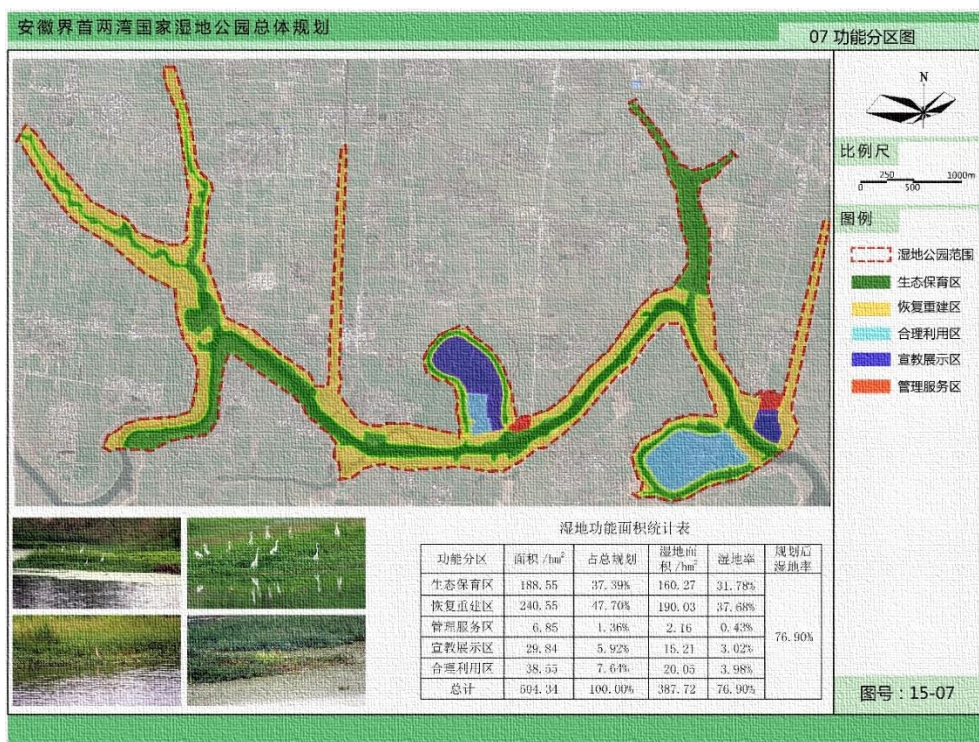 安徽界首两湾国家湿地公园总体规划
07 功能分区图
N
比例尺
250 1000m
0 500
图例
湿地公园范围
生态保育区
恢复重建区
合理利用区
宣教展示区
管理服务区
湿地功能面积统计表
功能分区 面积/hm² 占总规划 湿地面积/hm² 湿地率 规划后湿地率
生态保育区 188.55 37.39% 160.27 31.78%
恢复重建区 240.55 47.70% 190.03 37.68%
管理服务区 6.85 1.36% 2.16 0.43%
76.90%
宣教展示区 29.84 5.92% 15.21 3.02%
合理利用区 38.55 7.64% 20.05 3.98%
总计 504.34 100.00% 387.72 76.90%
图号：15-07